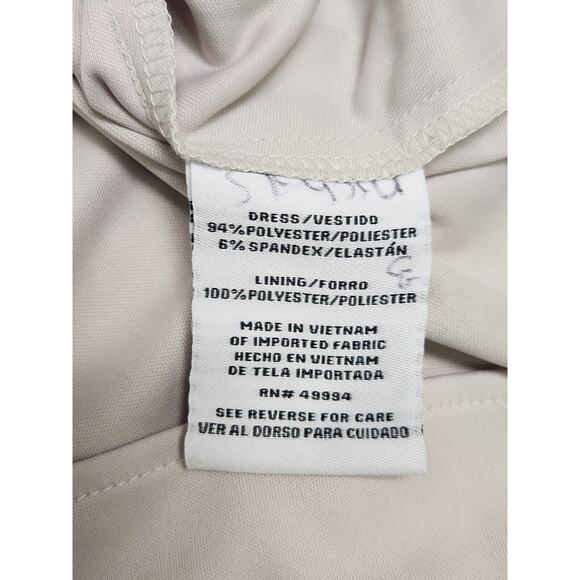 DRESS/VESTIDO
94%POLYESTER/POLIESTER
6% SPANDEX/ELASTÁN
LINING/FORRO
100%POLYESTER/POLIESTER
MADE IN VIETNAM
OF IMPORTED FABRIC
HECHO EN VIETNAM
DE TELA IMPORTADA
RN# 49994
SEE REVERSE FOR CARE
VER AL DORSO PARA CUIDADO